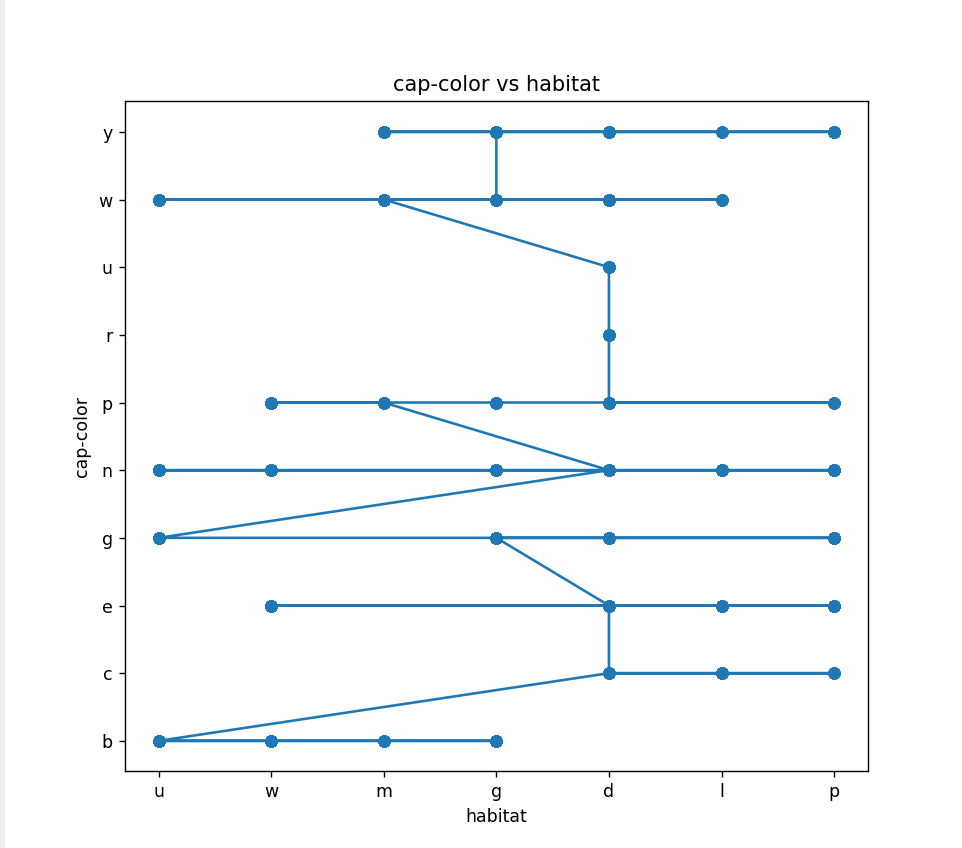 cap-color vs habitat
y
w
u
r
p
n
g
e
c
b
cap-color
u w m g d l p
habitat